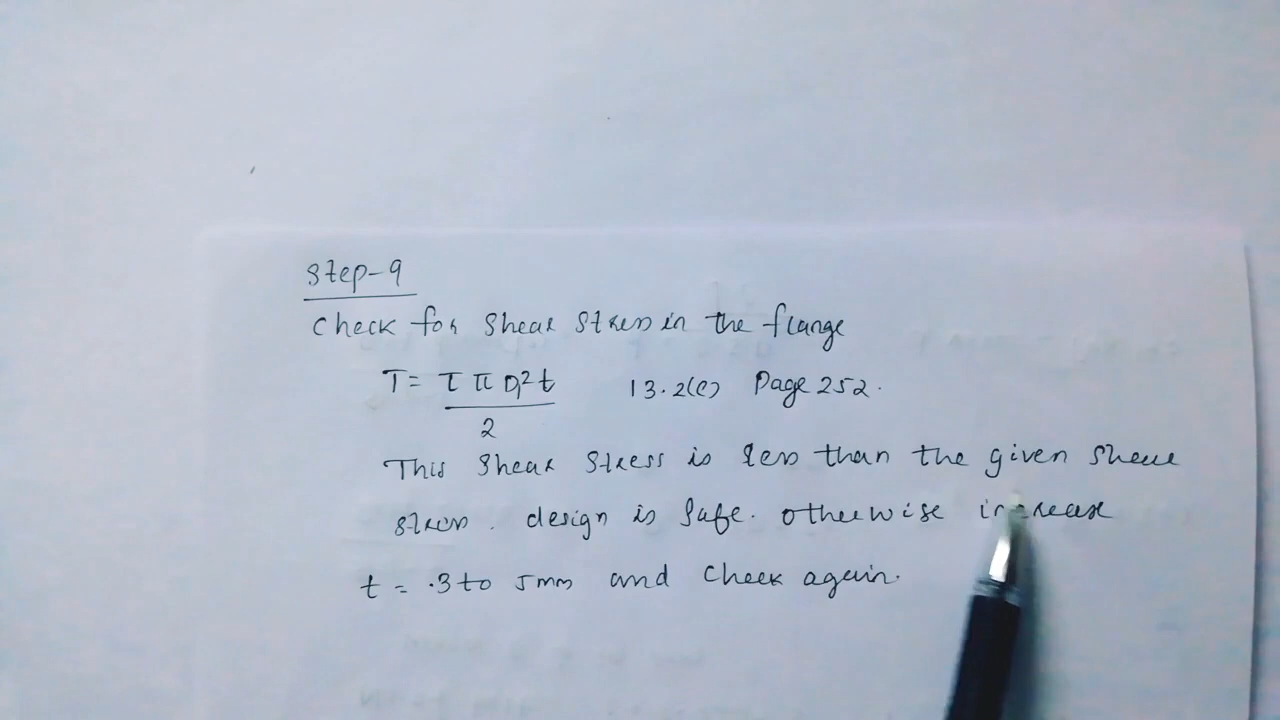 Step-9
Check for Shear Stress in the flange
T = τ π D₁² t / 2 13.2(c) Page 252.
This Shear Stress is less than the given Shear
stress. design is safe. otherwise increase
t = .3 to 5mm and Check again.